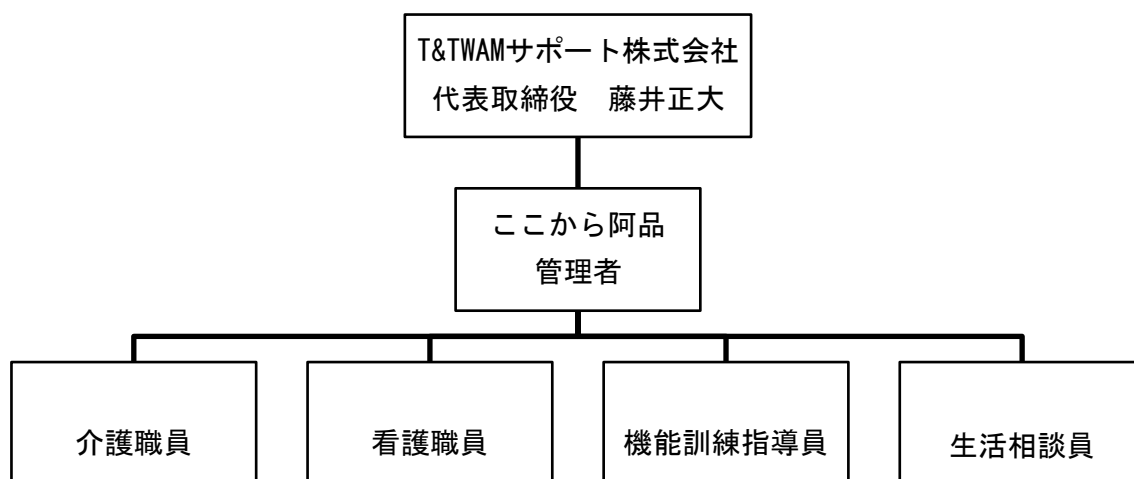 T&TWAMサポート株式会社
代表取締役　藤井正大
ここから阿品
管理者
介護職員
看護職員
機能訓練指導員
生活相談員